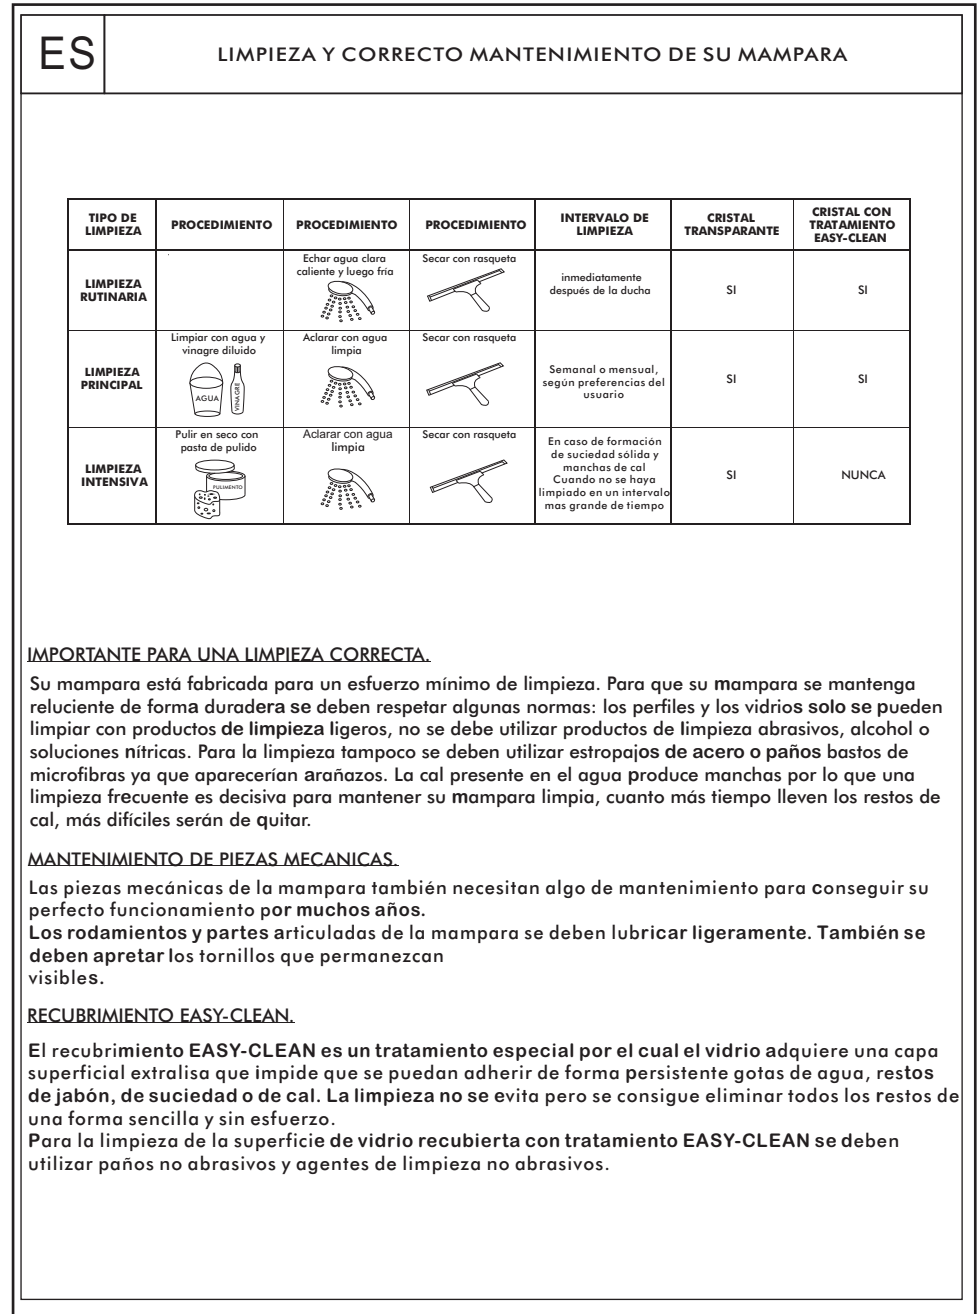 ES
LIMPIEZA Y CORRECTO MANTENIMIENTO DE SU MAMPARA
TIPO DE
LIMPIEZA
PROCEDIMIENTO
PROCEDIMIENTO
PROCEDIMIENTO
INTERVALO DE
LIMPIEZA
CRISTAL
TRANSPARANTE
CRISTAL CON
TRATAMIENTO
EASY-CLEAN
LIMPIEZA
RUTINARIA
Echar agua clara
caliente y luego fría
Secar con rasqueta
inmediatamente
después de la ducha
SI
SI
LIMPIEZA
PRINCIPAL
Limpiar con agua y
vinagre diluido
AGUA
VINAGRE
Aclarar con agua
limpia
Secar con rasqueta
Semanal o mensual,
según preferencias del
usuario
SI
SI
LIMPIEZA
INTENSIVA
Pulir en seco con
pasta de pulido
PULIMENTO
Aclarar con agua
limpia
Secar con rasqueta
En caso de formación
de suciedad sólida y
manchas de cal
Cuando no se haya
limpiado en un intervalo
mas grande de tiempo
SI
NUNCA
IMPORTANTE PARA UNA LIMPIEZA CORRECTA.
Su mampara está fabricada para un esfuerzo mínimo de limpieza. Para que su mampara se mantenga
reluciente de forma duradera se deben respetar algunas normas: los perfiles y los vidrios solo se pueden
limpiar con productos de limpieza ligeros, no se debe utilizar productos de limpieza abrasivos, alcohol o
soluciones nítricas. Para la limpieza tampoco se deben utilizar estropajos de acero o paños bastos de
microfibras ya que aparecerían arañazos. La cal presente en el agua produce manchas por lo que una
limpieza frecuente es decisiva para mantener su mampara limpia, cuanto más tiempo lleven los restos de
cal, más difíciles serán de quitar.
MANTENIMIENTO DE PIEZAS MECANICAS.
Las piezas mecánicas de la mampara también necesitan algo de mantenimiento para conseguir su
perfecto funcionamiento por muchos años.
Los rodamientos y partes articuladas de la mampara se deben lubricar ligeramente. También se
deben apretar los tornillos que permanezcan
visibles.
RECUBRIMIENTO EASY-CLEAN.
El recubrimiento EASY-CLEAN es un tratamiento especial por el cual el vidrio adquiere una capa
superficial extralisa que impide que se puedan adherir de forma persistente gotas de agua, restos
de jabón, de suciedad o de cal. La limpieza no se evita pero se consigue eliminar todos los restos de
una forma sencilla y sin esfuerzo.
Para la limpieza de la superficie de vidrio recubierta con tratamiento EASY-CLEAN se deben
utilizar paños no abrasivos y agentes de limpieza no abrasivos.